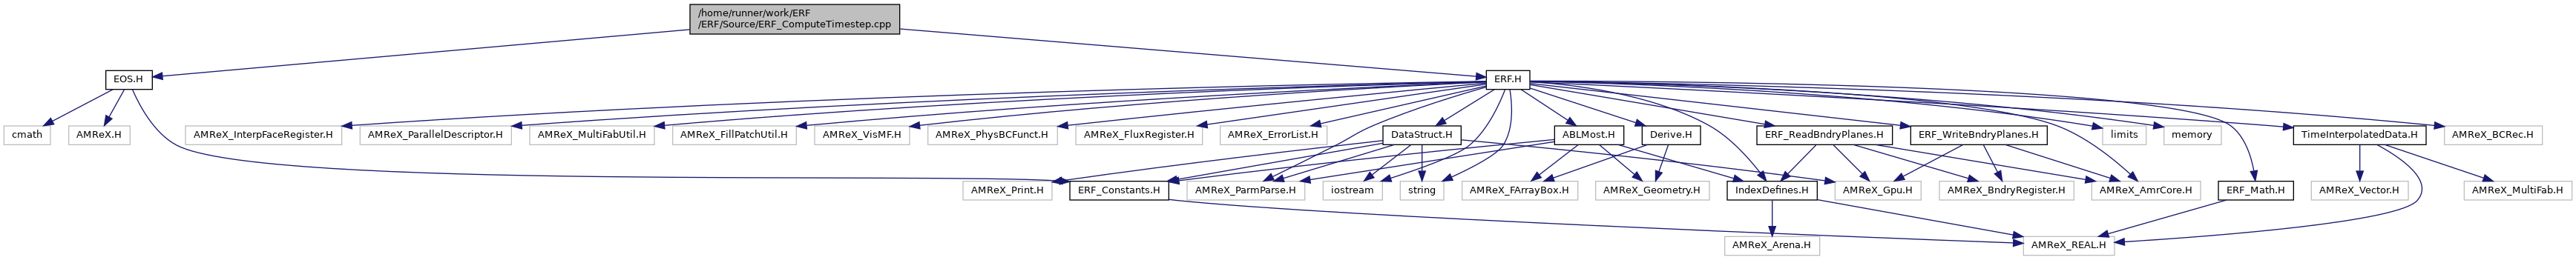 /home/runner/work/ERF
/ERF/Source/ERF_ComputeTimestep.cpp
EOS.H
ERF.H
cmath
AMReX.H
AMReX_InterpFaceRegister.H
AMReX_ParallelDescriptor.H
AMReX_MultiFabUtil.H
AMReX_FillPatchUtil.H
AMReX_VisMF.H
AMReX_PhysBCFunct.H
AMReX_FluxRegister.H
AMReX_ErrorList.H
DataStruct.H
ABLMost.H
Derive.H
ERF_ReadBndryPlanes.H
ERF_WriteBndryPlanes.H
limits
memory
TimeInterpolatedData.H
AMReX_BCRec.H
AMReX_Print.H
ERF_Constants.H
AMReX_ParmParse.H
iostream
string
AMReX_FArrayBox.H
AMReX_Geometry.H
IndexDefines.H
AMReX_Gpu.H
AMReX_BndryRegister.H
AMReX_AmrCore.H
ERF_Math.H
AMReX_Vector.H
AMReX_MultiFab.H
AMReX_Arena.H
AMReX_REAL.H